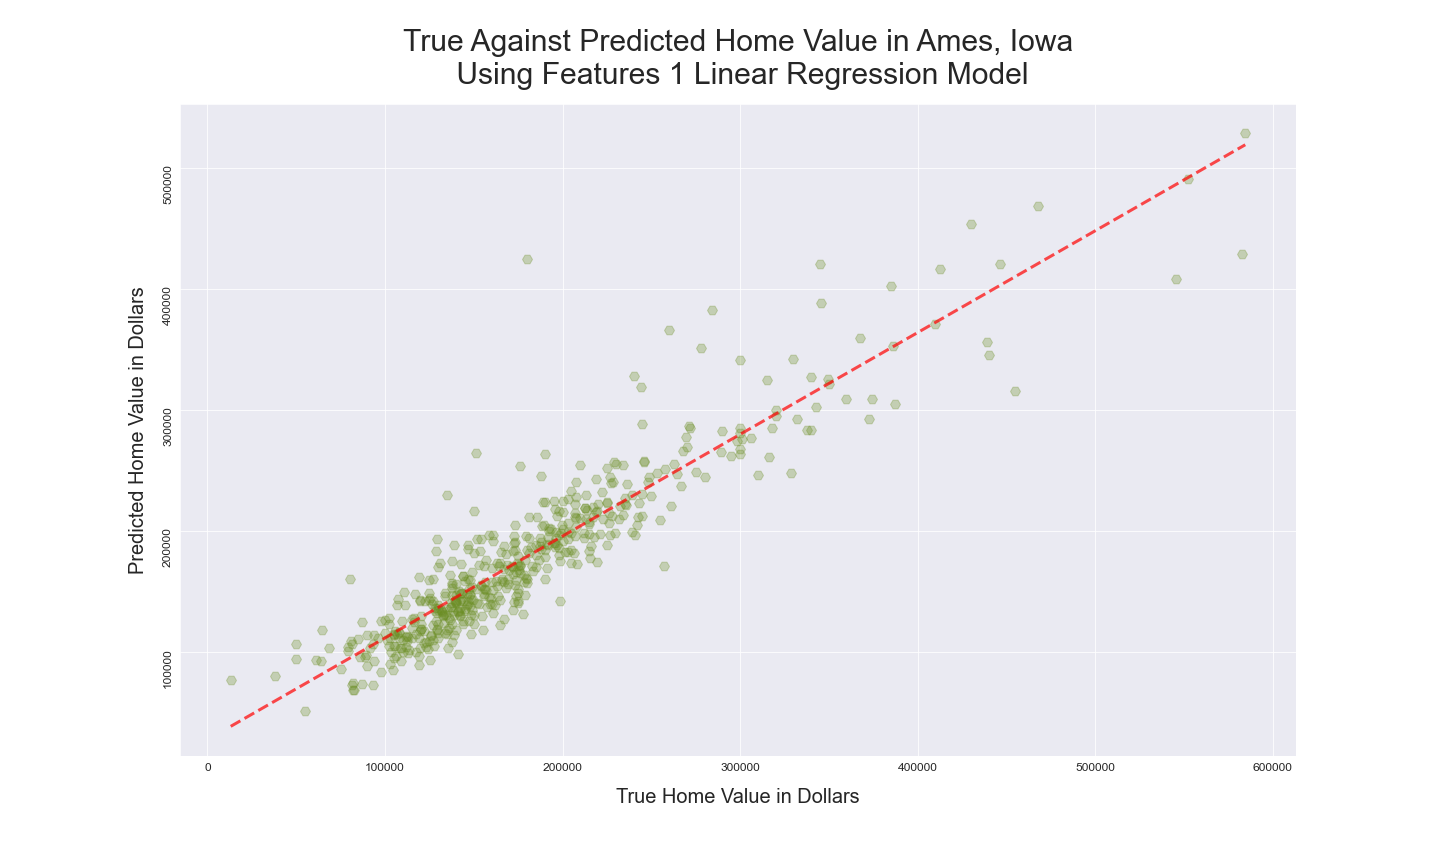 True Against Predicted Home Value in Ames, Iowa
Using Features 1 Linear Regression Model
Predicted Home Value in Dollars
500000
400000
300000
200000
100000
0 100000 200000 300000 400000 500000 600000
True Home Value in Dollars